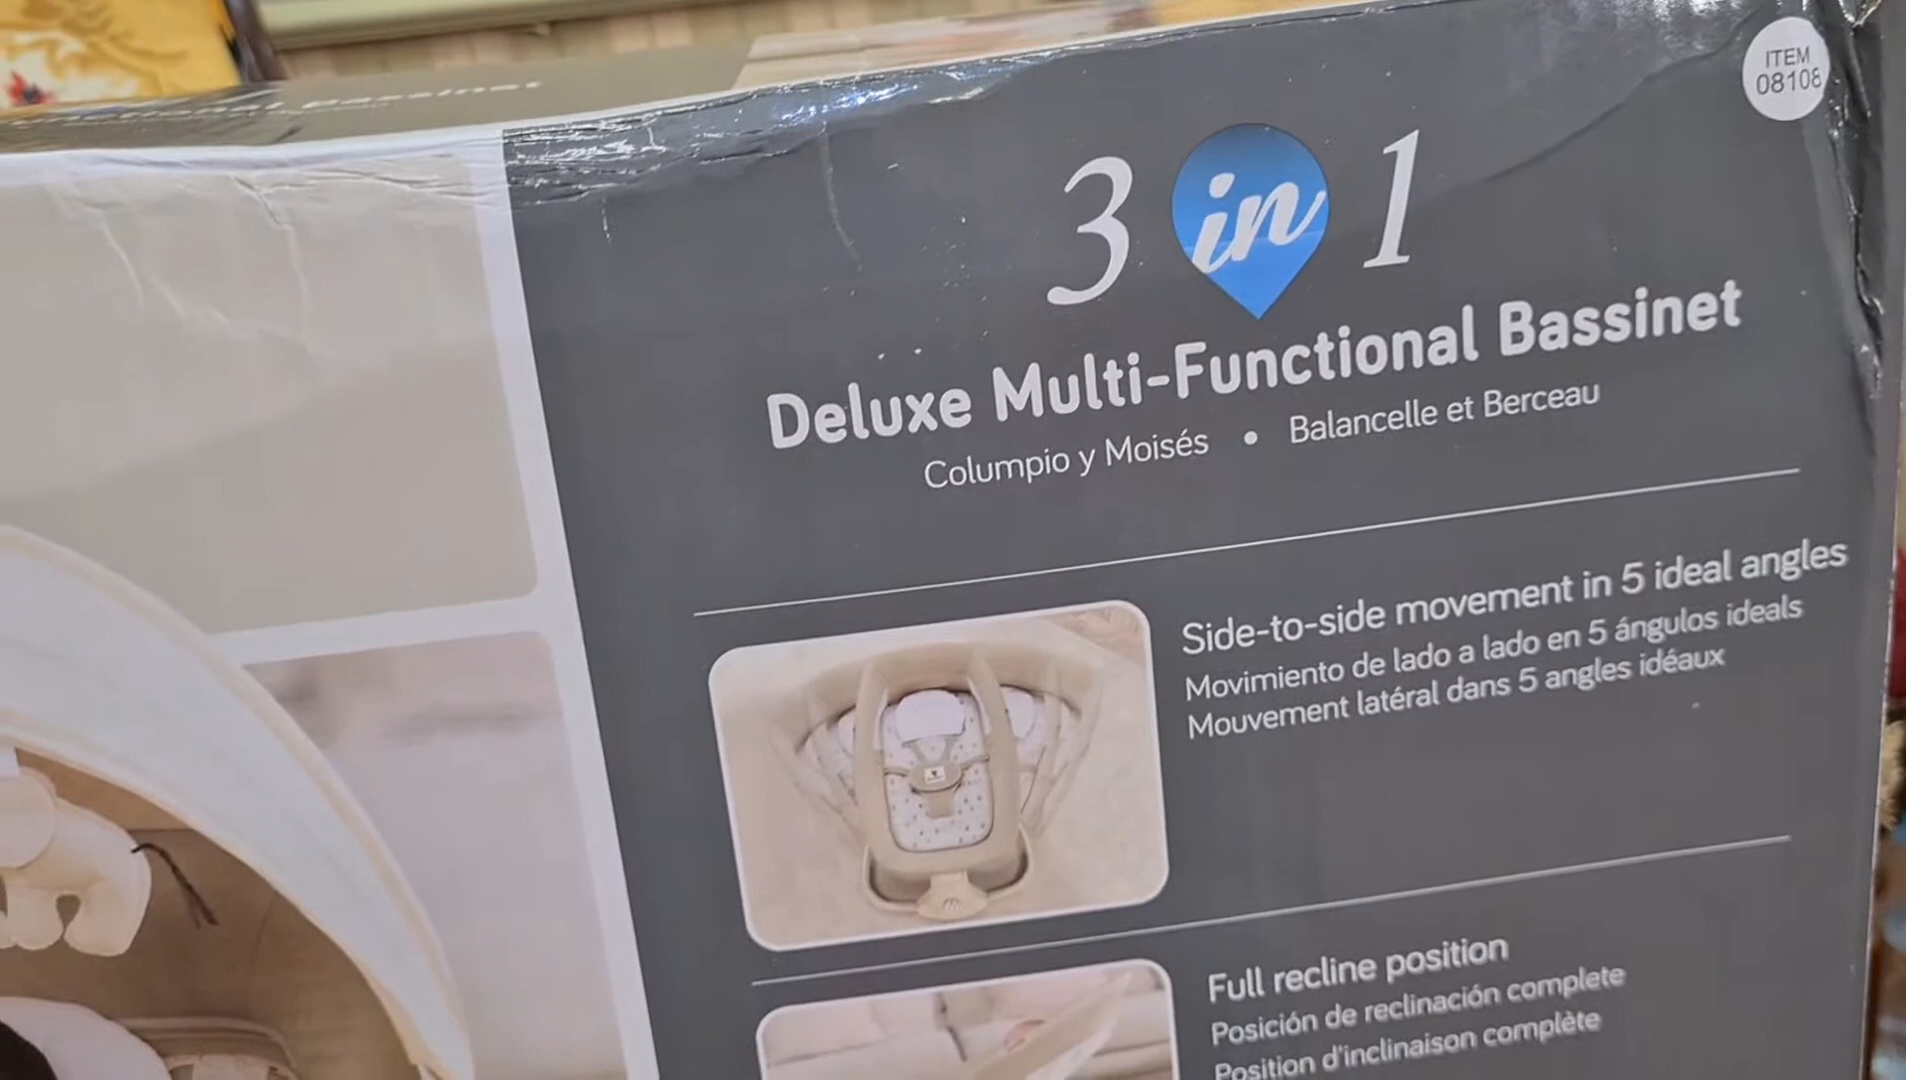 ITEM
08108
3 in 1
Deluxe Multi-Functional Bassinet
Columpio y Moisés • Balancelle et Berceau
Side-to-side movement in 5 ideal angles
Movimiento de lado a lado en 5 ángulos ideals
Mouvement latéral dans 5 angles idéaux
Full recline position
Posición de reclinación complete
Position d'inclinaison complète